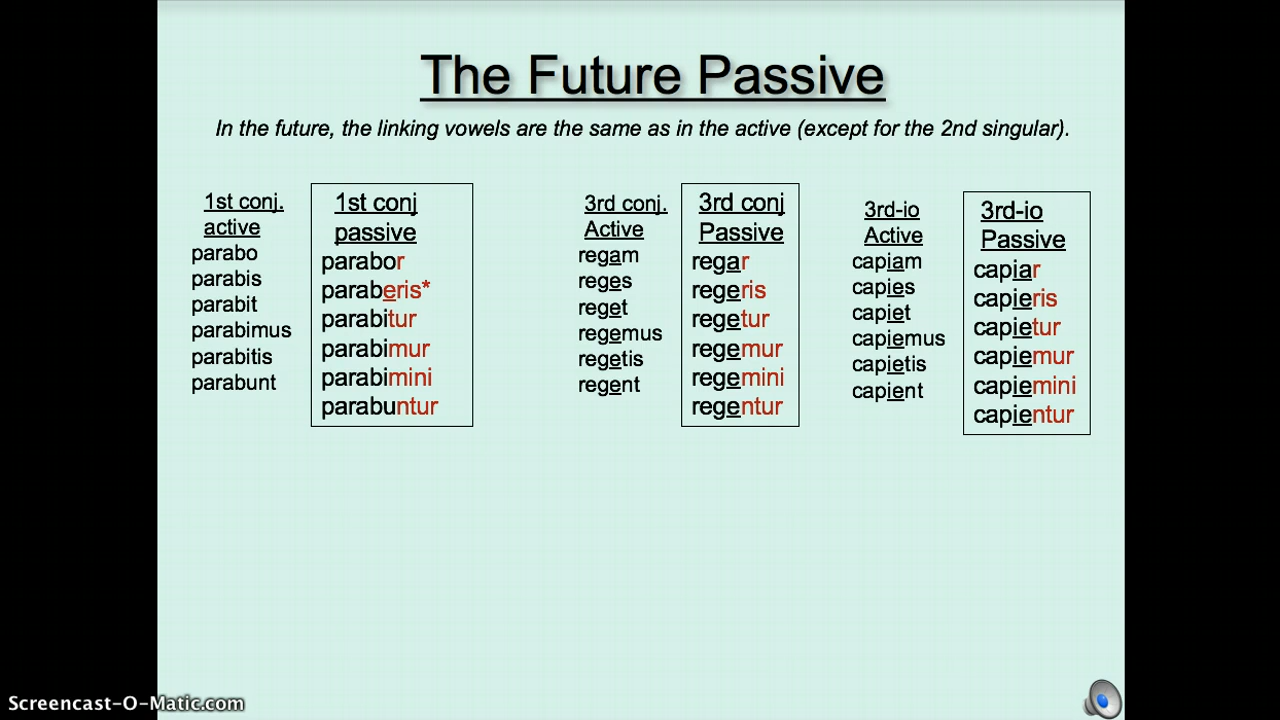 The Future Passive
In the future, the linking vowels are the same as in the active (except for the 2nd singular).
1st conj.
active
parabo
parabis
parabit
parabimus
parabitis
parabunt
1st conj
passive
parabor
paraberis*
parabitur
parabimur
parabimini
parabuntur
3rd conj.
Active
regam
reges
reget
regemus
regetis
regent
3rd conj
Passive
regar
regeris
regetur
regemur
regemini
regentur
3rd-io
Active
capiam
capies
capiet
capiemus
capietis
capient
3rd-io
Passive
capiar
capieris
capietur
capiemur
capiemini
capientur
Screencast-O-Matic.com